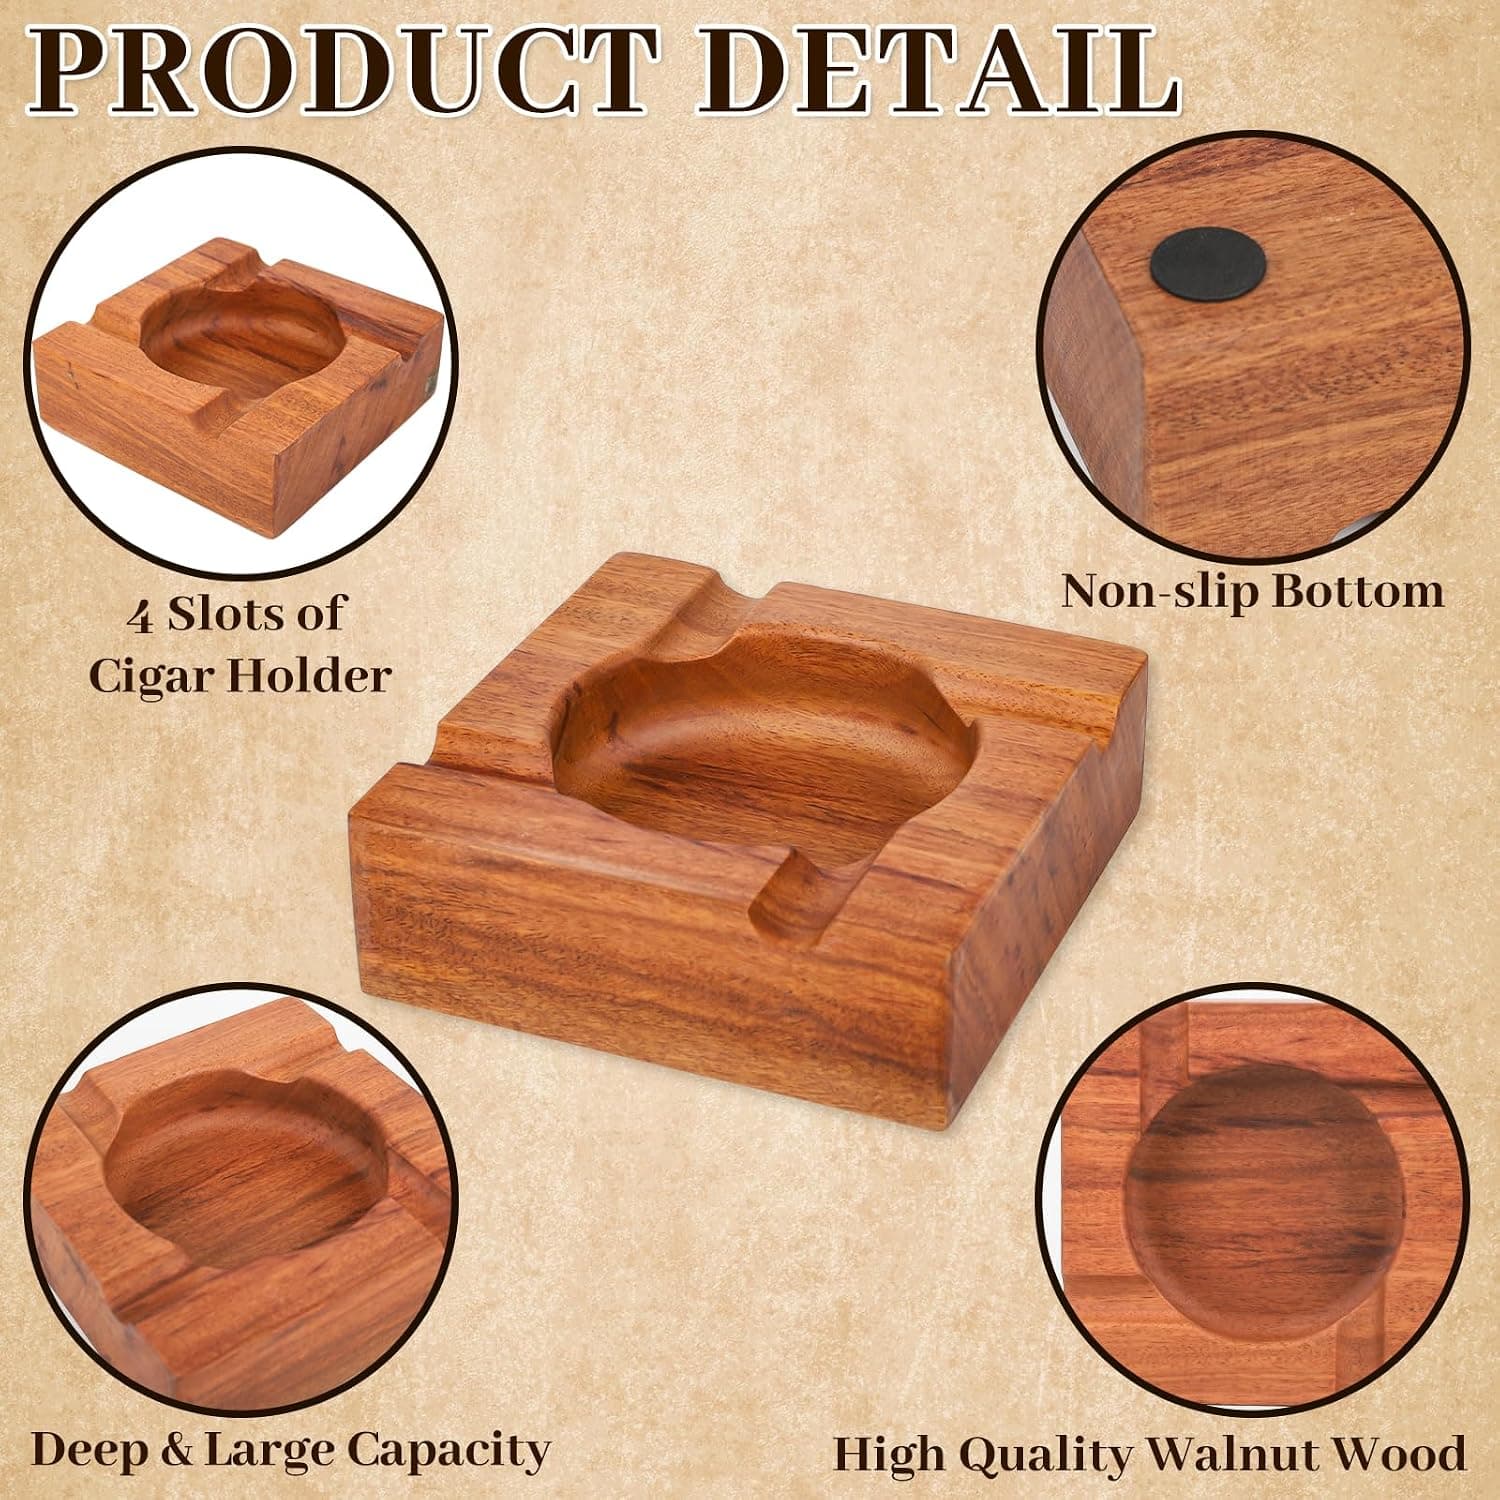 PRODUCT DETAIL
4 Slots of
Cigar Holder
Non-slip Bottom
Deep & Large Capacity
High Quality Walnut Wood